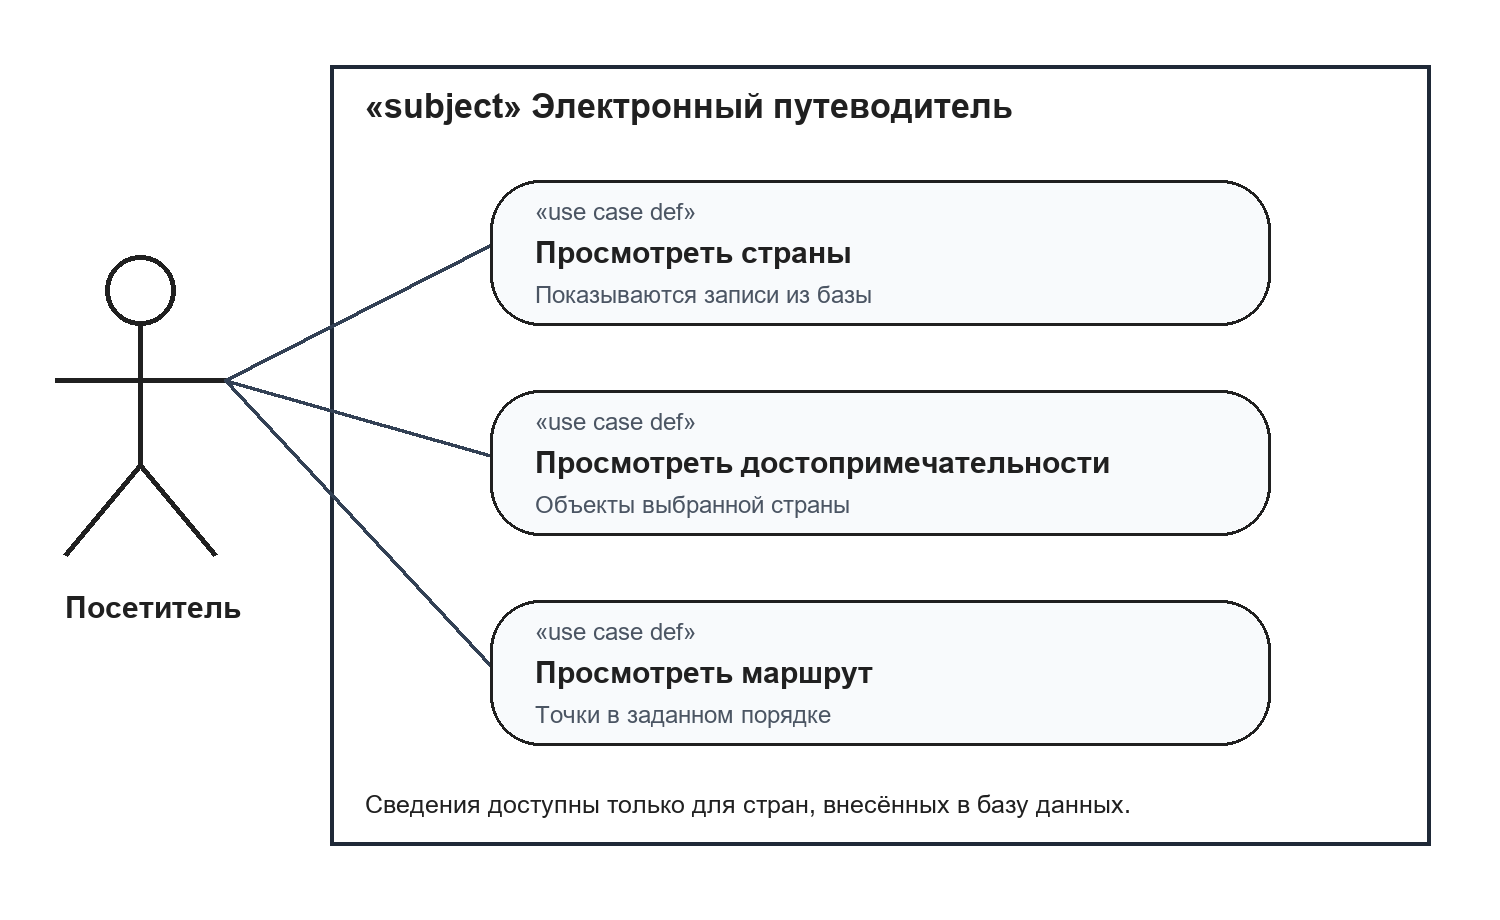 «subject» Электронный путеводитель
«use case def»
Просмотреть страны
Показываются записи из базы
«use case def»
Просмотреть достопримечательности
Объекты выбранной страны
Посетитель
«use case def»
Просмотреть маршрут
Точки в заданном порядке
Сведения доступны только для стран, внесённых в базу данных.